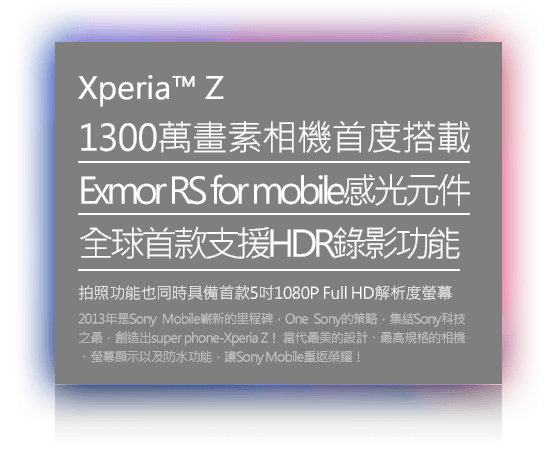 Xperia™ Z
1300萬畫素相機首度搭載
Exmor RS for mobile感光元件
全球首款支援HDR錄影功能
拍照功能也同時具備首款5吋1080P Full HD解析度螢幕
2013年是Sony Mobile嶄新的里程碑，One Sony的策略，集結Sony科技
之最，創造出super phone-Xperia Z！ 當代最美的設計、最高規格的相機
、螢幕顯示以及防水功能，讓Sony Mobile重返榮耀！